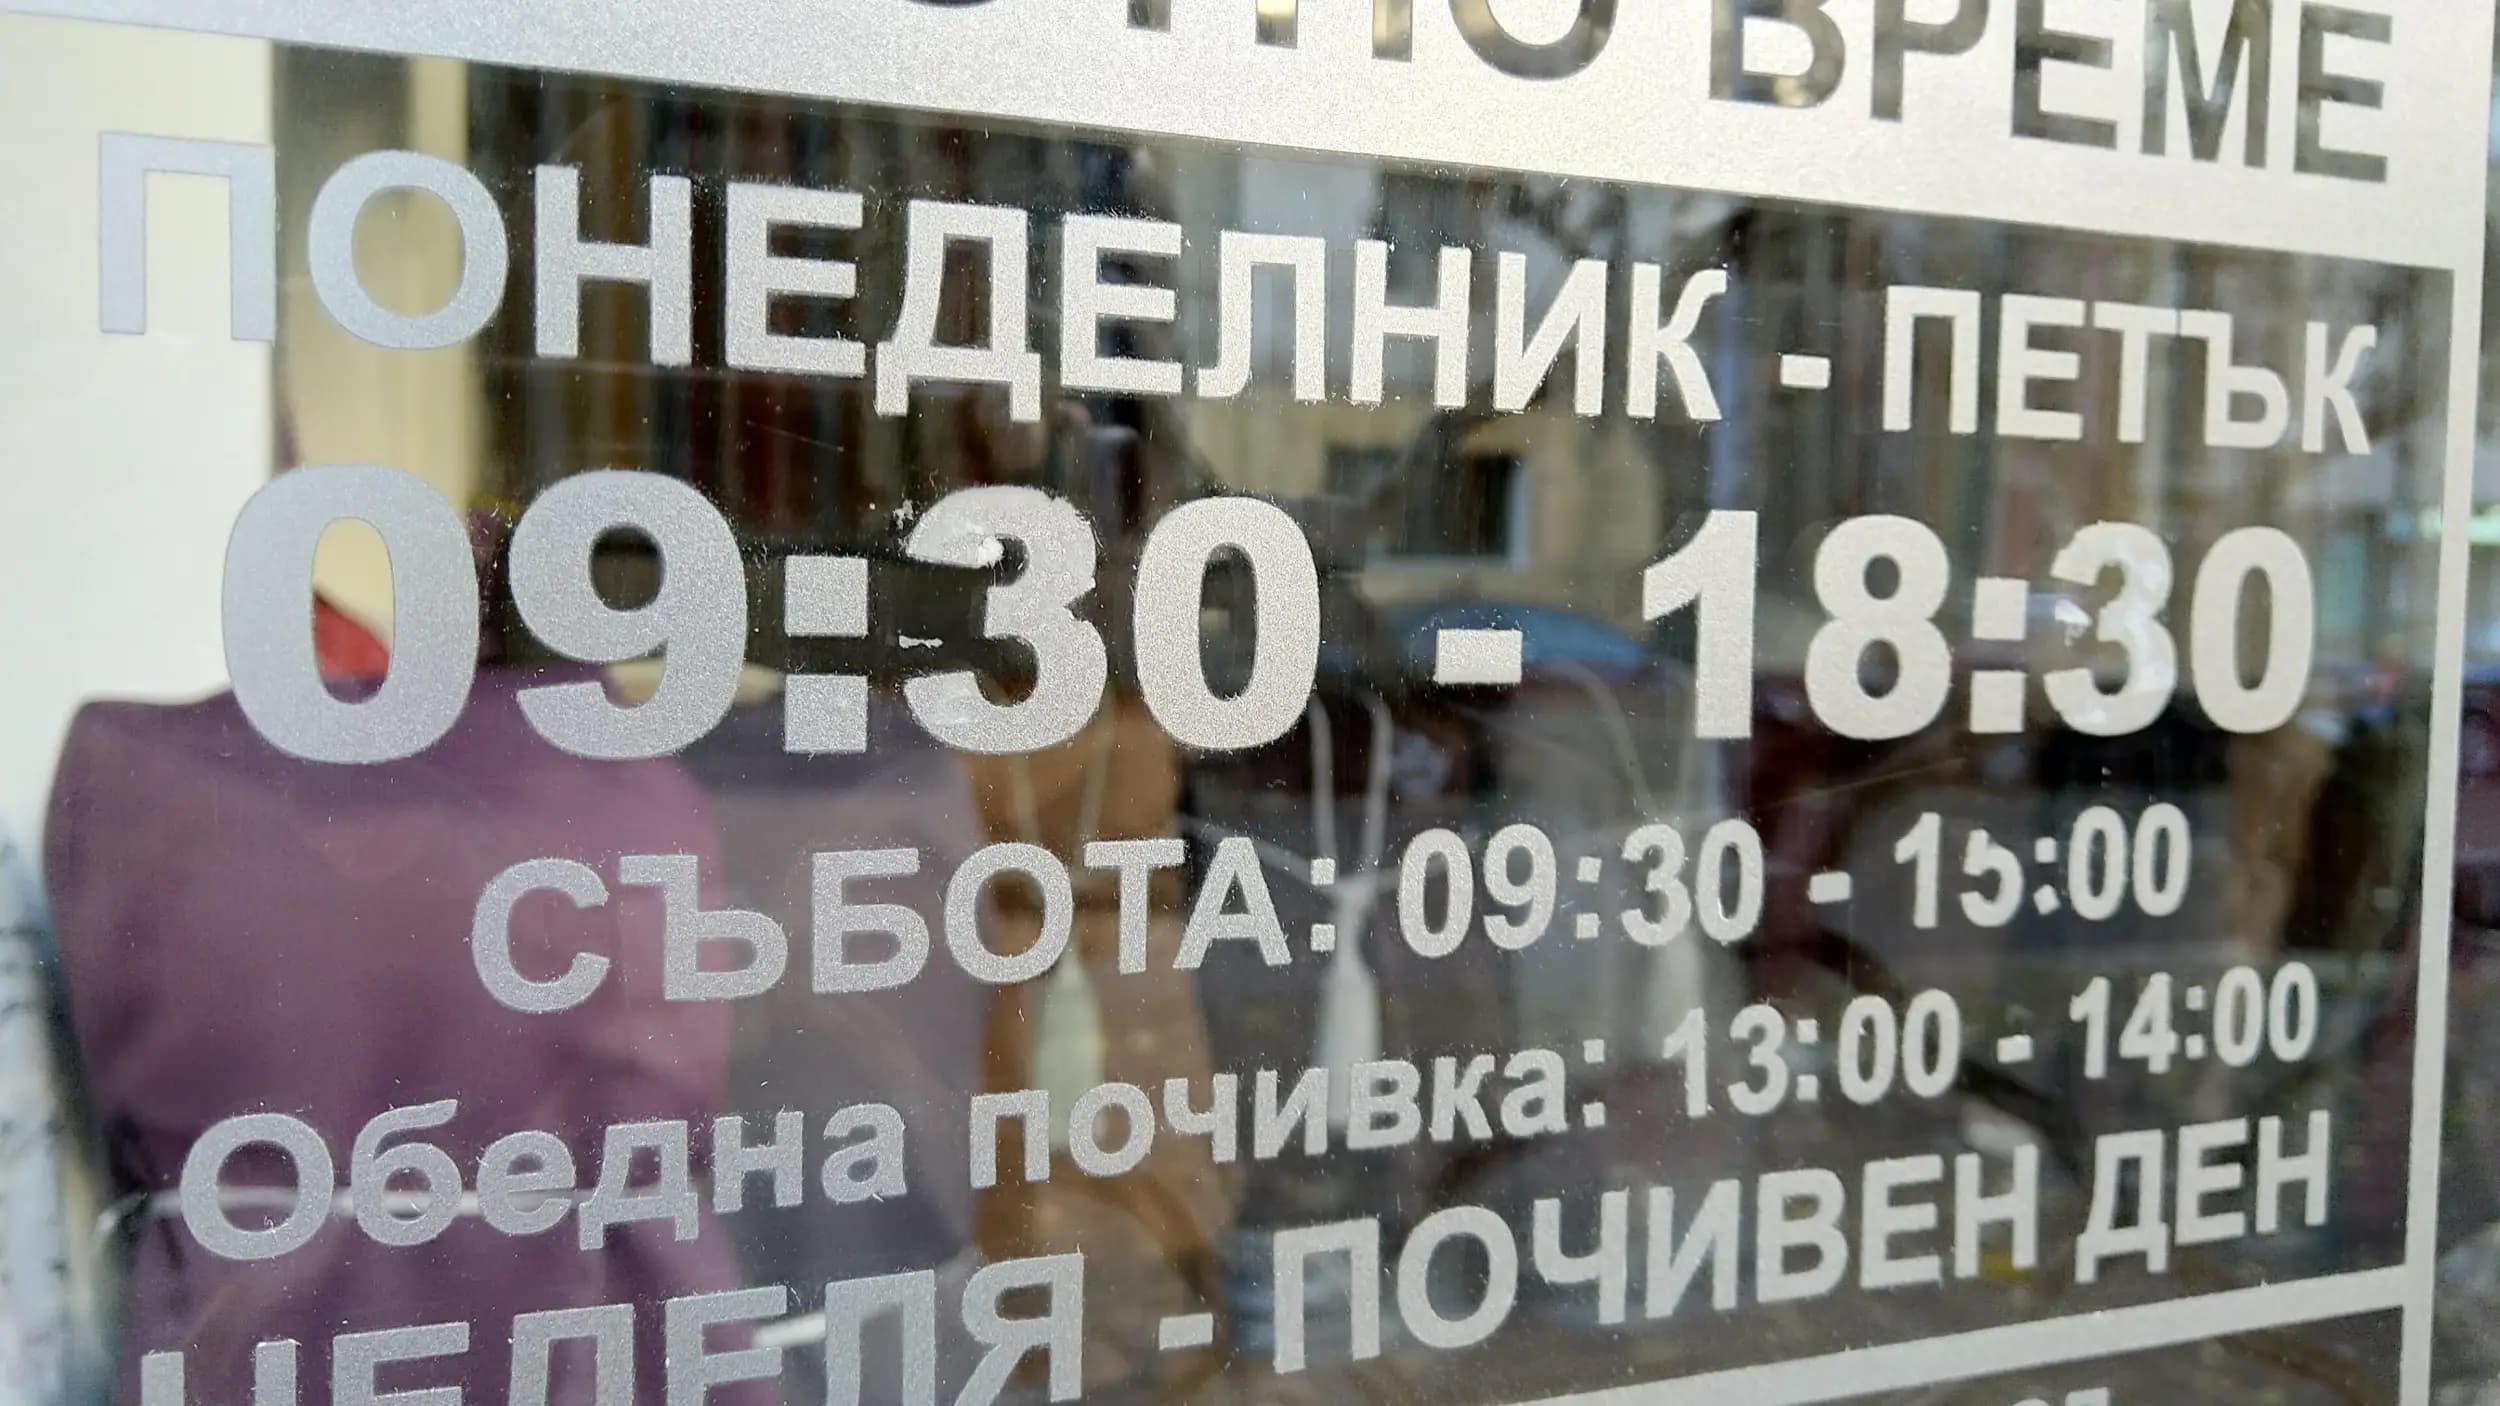 ВРЕМЕ
ПОНЕДЕЛНИК - ПЕТЪК
09:30 - 18:30
СЪБОТА: 09:30 - 15:00
Обедна почивка: 13:00 - 14:00
НЕДЕЛЯ - ПОЧИВЕН ДЕН